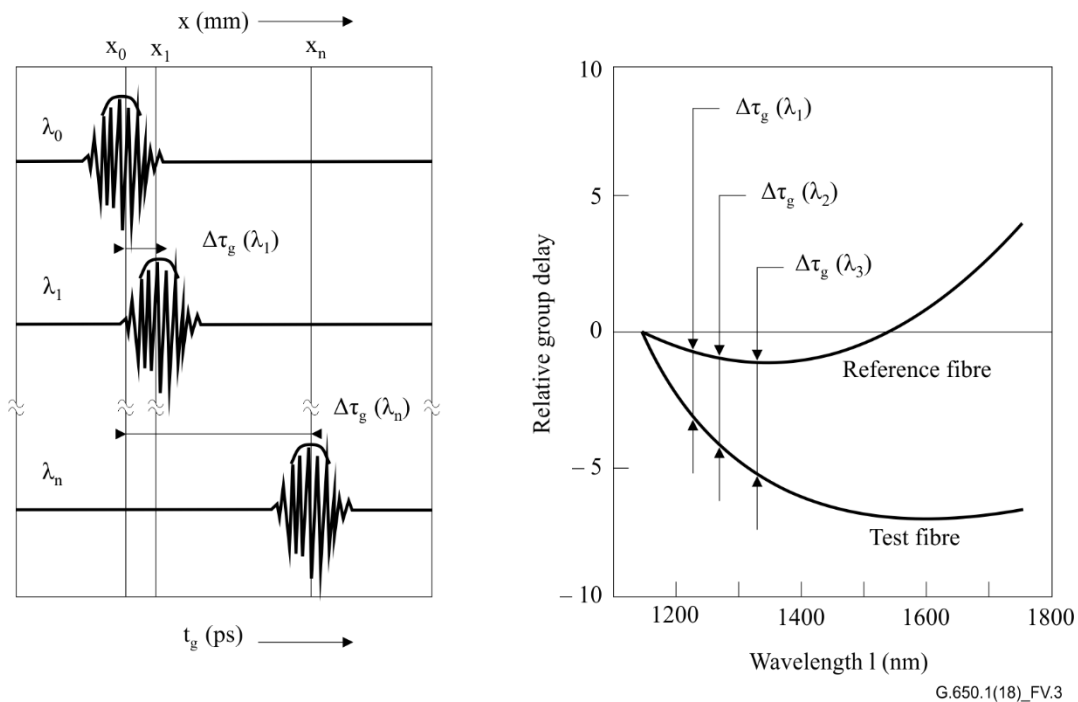 x (mm)
x₀ x₁ xₙ
λ₀
Δτg (λ₁)
λ₁
Δτg (λₙ)
λₙ
tg (ps)
10
5
0
– 5
– 10
Relative group delay
Δτg (λ₁)
Δτg (λ₂)
Δτg (λ₃)
Reference fibre
Test fibre
1200 1400 1600 1800
Wavelength l (nm)
G.650.1(18)_FV.3